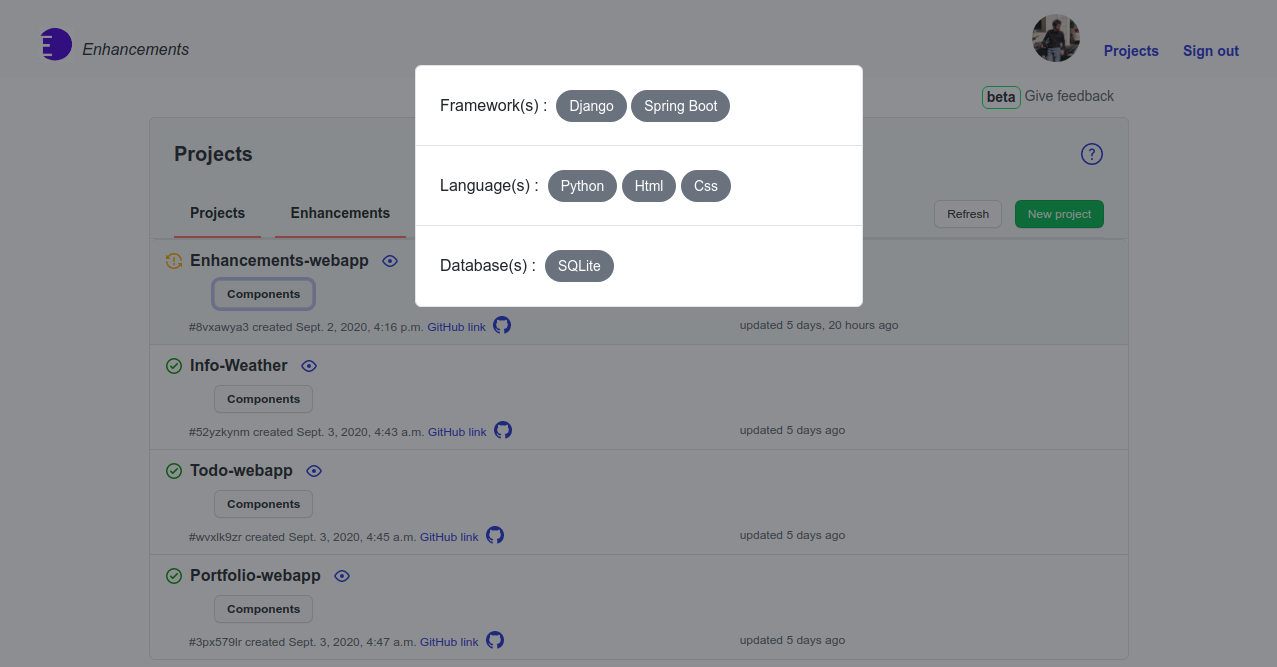 Enhancements
Projects Sign out
beta Give feedback
Framework(s) : Django Spring Boot
Language(s) : Python Html Css
Database(s) : SQLite
Projects ?
Projects Enhancements Refresh New project
Enhancements-webapp
Components
#8vxawya3 created Sept. 2, 2020, 4:16 p.m. GitHub link updated 5 days, 20 hours ago
Info-Weather
Components
#52yzkynm created Sept. 3, 2020, 4:43 a.m. GitHub link updated 5 days ago
Todo-webapp
Components
#wvxlk9zr created Sept. 3, 2020, 4:45 a.m. GitHub link updated 5 days ago
Portfolio-webapp
Components
#3px579lr created Sept. 3, 2020, 4:47 a.m. GitHub link updated 5 days ago